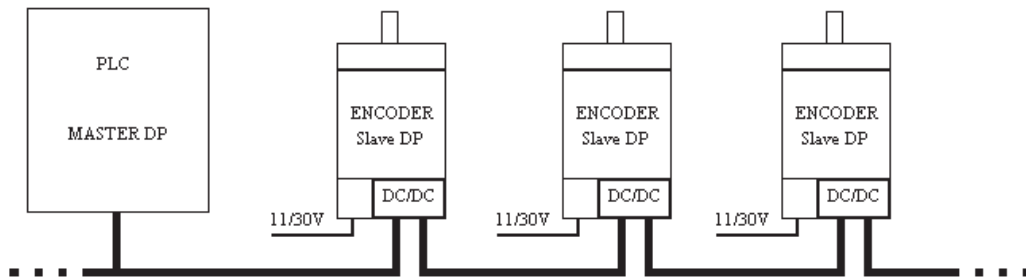 PLC
MASTER DP
ENCODER
Slave DP
DC/DC
11/30V
ENCODER
Slave DP
DC/DC
11/30V
ENCODER
Slave DP
DC/DC
11/30V